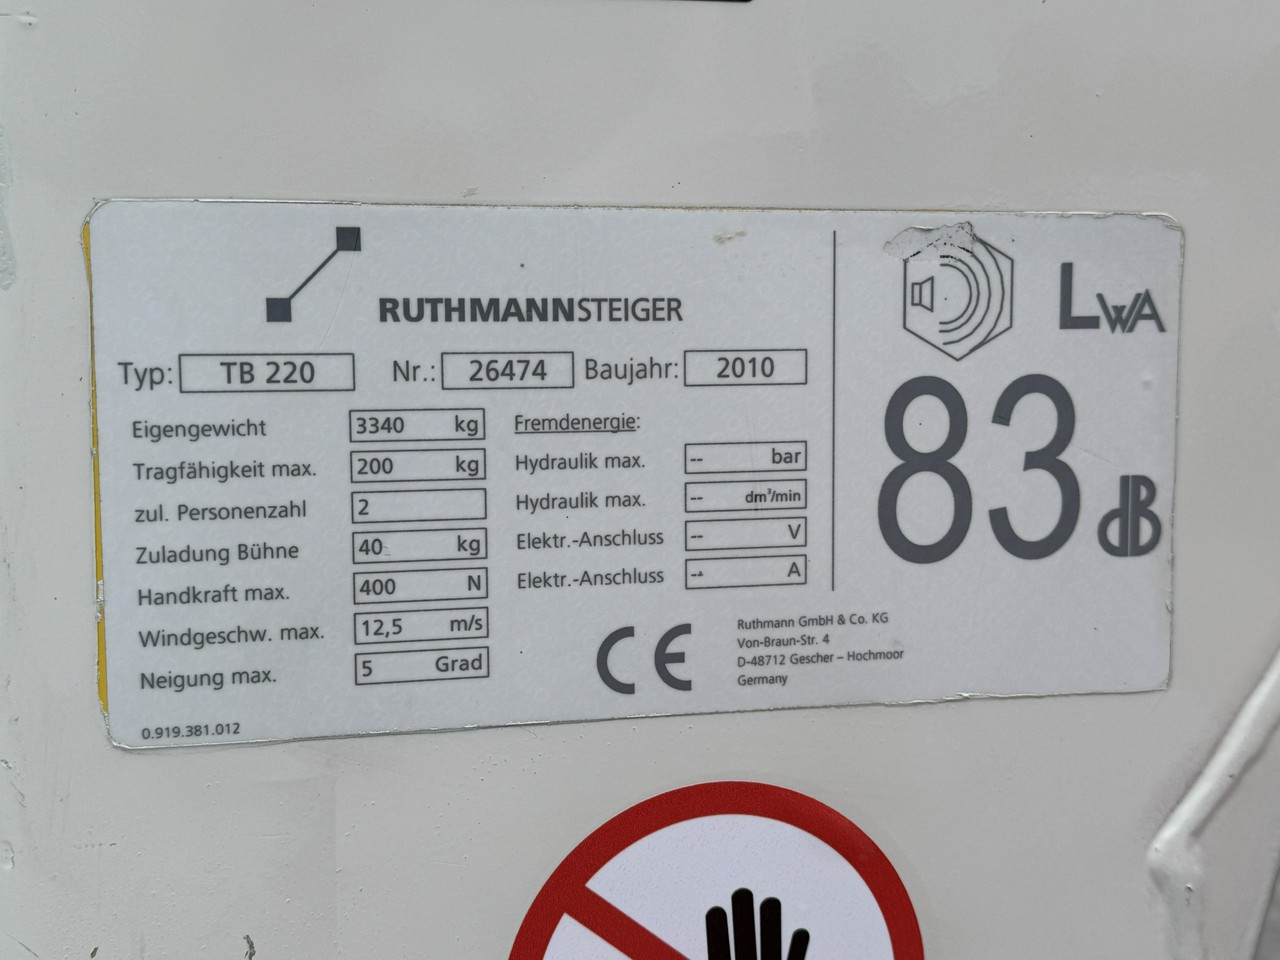 RUTHMANNSTEIGER
Typ: TB 220 Nr.: 26474 Baujahr: 2010
Eigengewicht 3340 kg
Tragfähigkeit max. 200 kg
zul. Personenzahl 2
Zuladung Bühne 40 kg
Handkraft max. 400 N
Windgeschw. max. 12,5 m/s
Neigung max. 5 Grad
0.919.381.012
Fremdenergie:
Hydraulik max. -- bar
Hydraulik max. -- dm³/min
Elektr.-Anschluss -- V
Elektr.-Anschluss -- A
CE
Ruthmann GmbH & Co. KG
Von-Braun-Str. 4
D-48712 Gescher – Hochmoor
Germany
LWA
83 dB